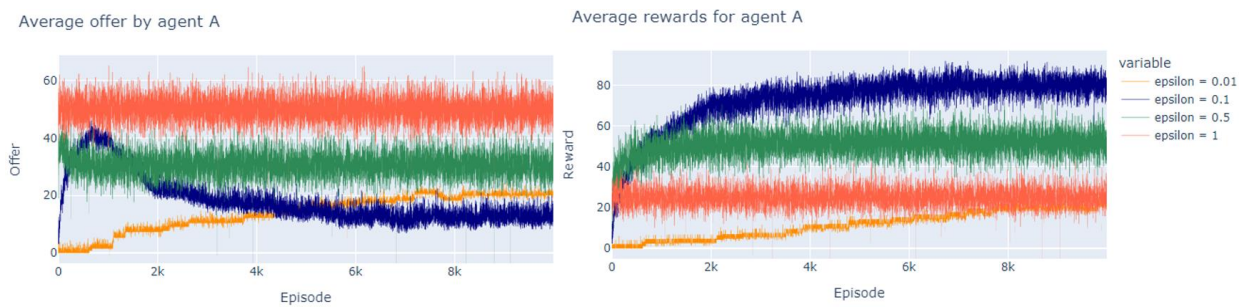 Average offer by agent A
60
40
20
0
Offer
0
2k
4k
6k
8k
Episode
Average rewards for agent A
80
60
40
20
0
Reward
0
2k
4k
6k
8k
Episode
variable
epsilon = 0.01
epsilon = 0.1
epsilon = 0.5
epsilon = 1